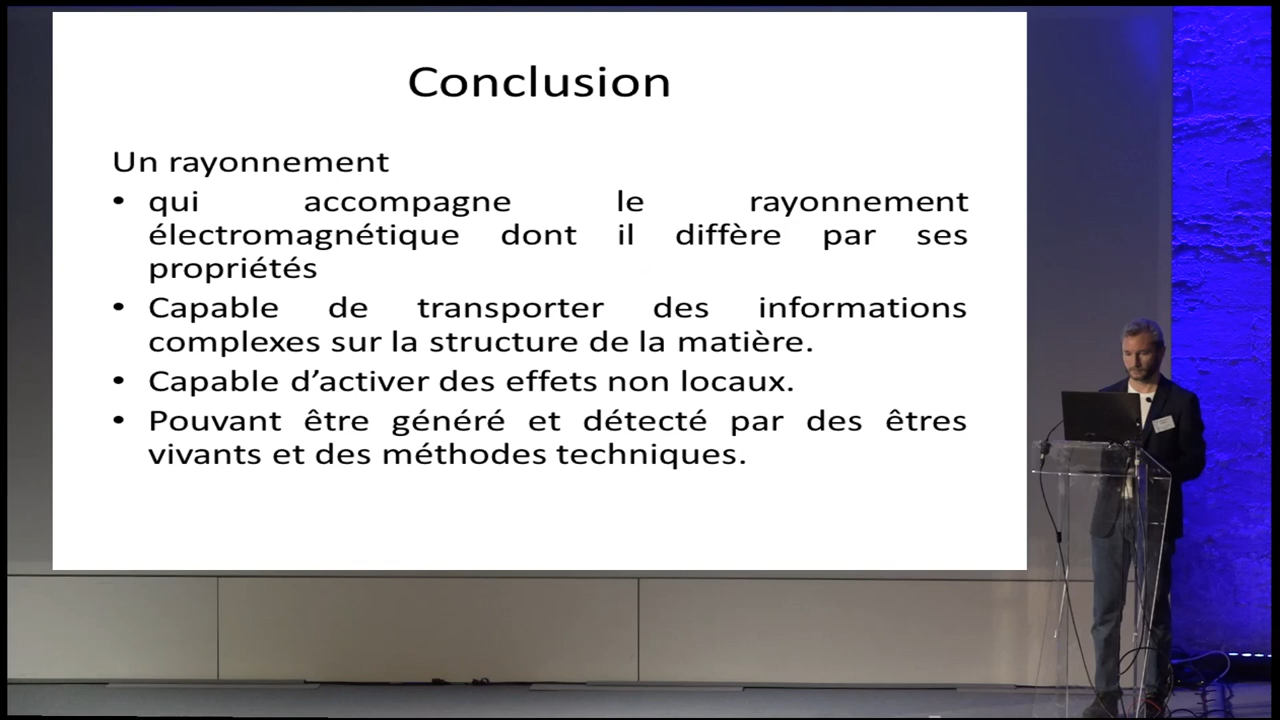 Conclusion
Un rayonnement
• qui accompagne le rayonnement
électromagnétique dont il diffère par ses
propriétés
• Capable de transporter des informations
complexes sur la structure de la matière.
• Capable d’activer des effets non locaux.
• Pouvant être généré et détecté par des êtres
vivants et des méthodes techniques.